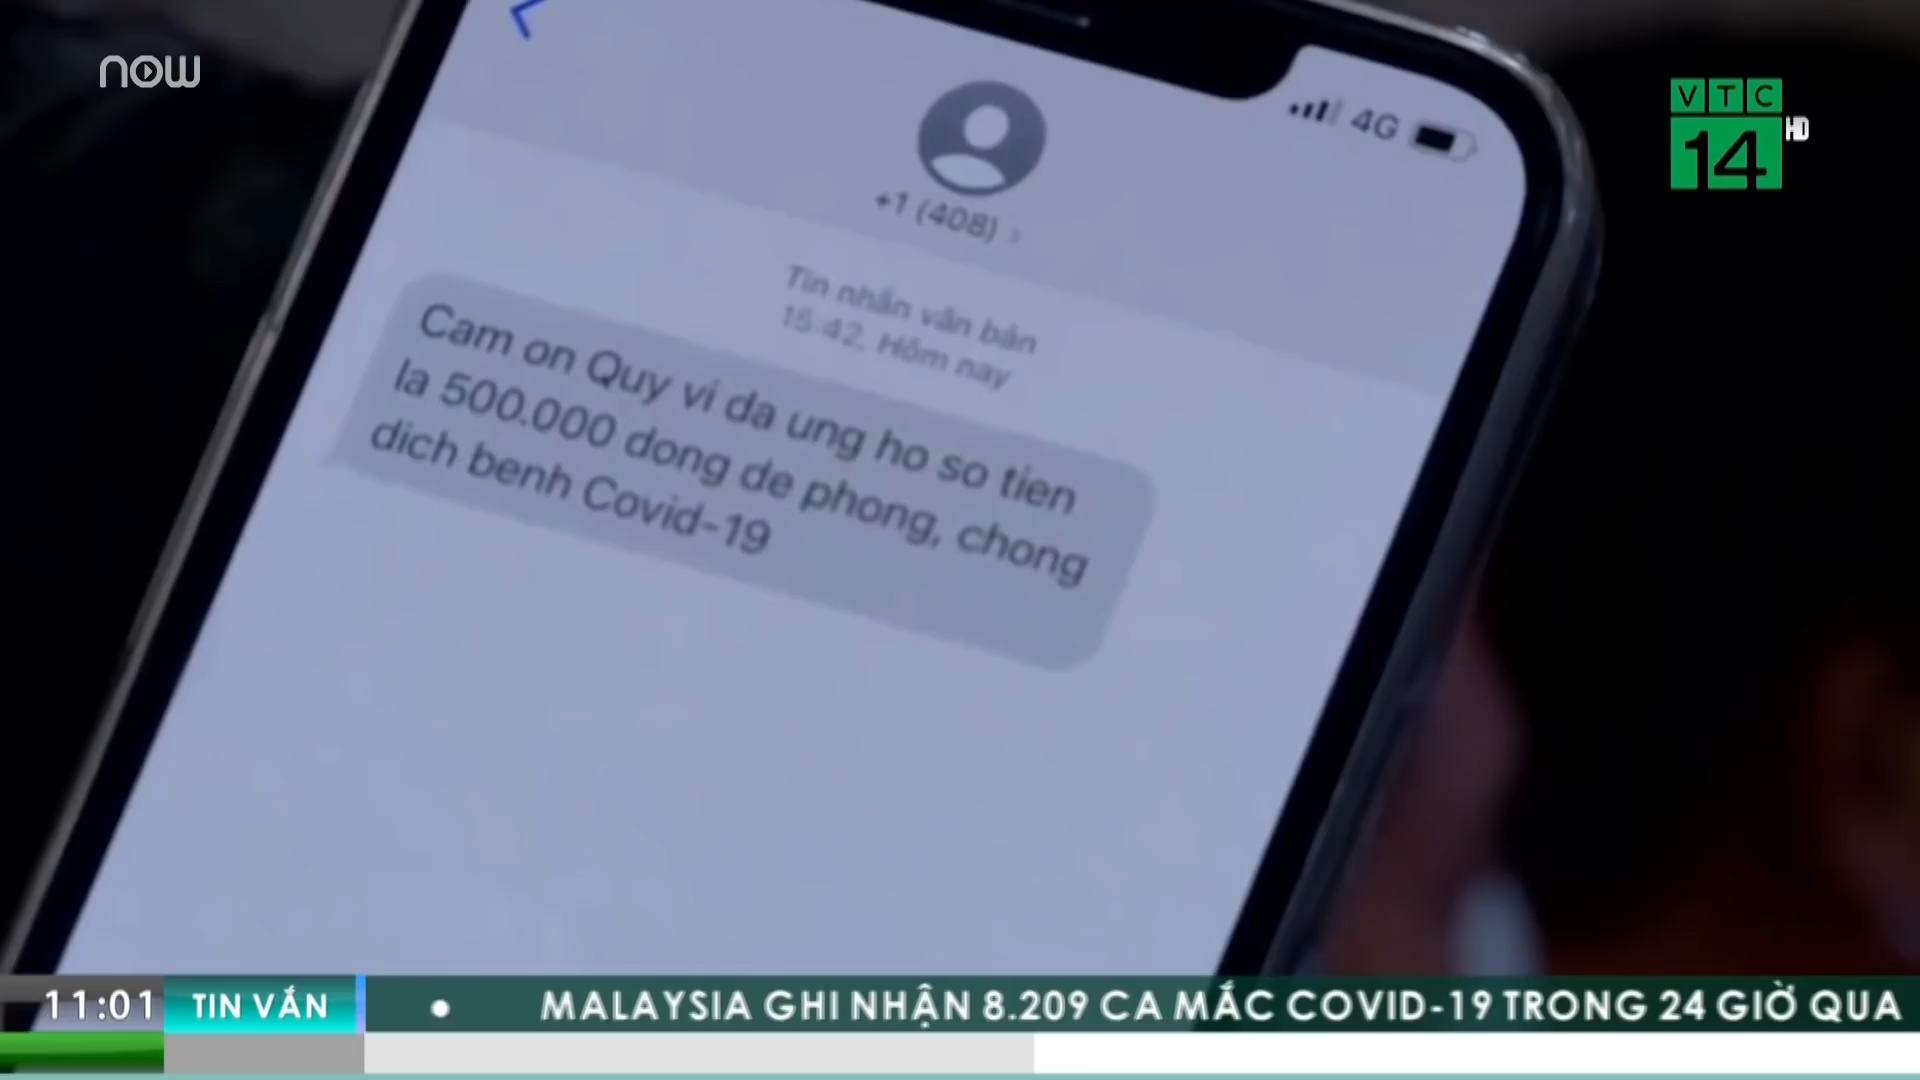 now
VTC
14
HD
4G
+1 (408)
Tin nhắn văn bản
15:42, Hôm nay
Cam on Quy vi da ung ho so tien
la 500.000 dong de phong, chong
dich benh Covid-19
11:01 TIN VẮN • MALAYSIA GHI NHẬN 8.209 CA MẮC COVID-19 TRONG 24 GIỜ QUA